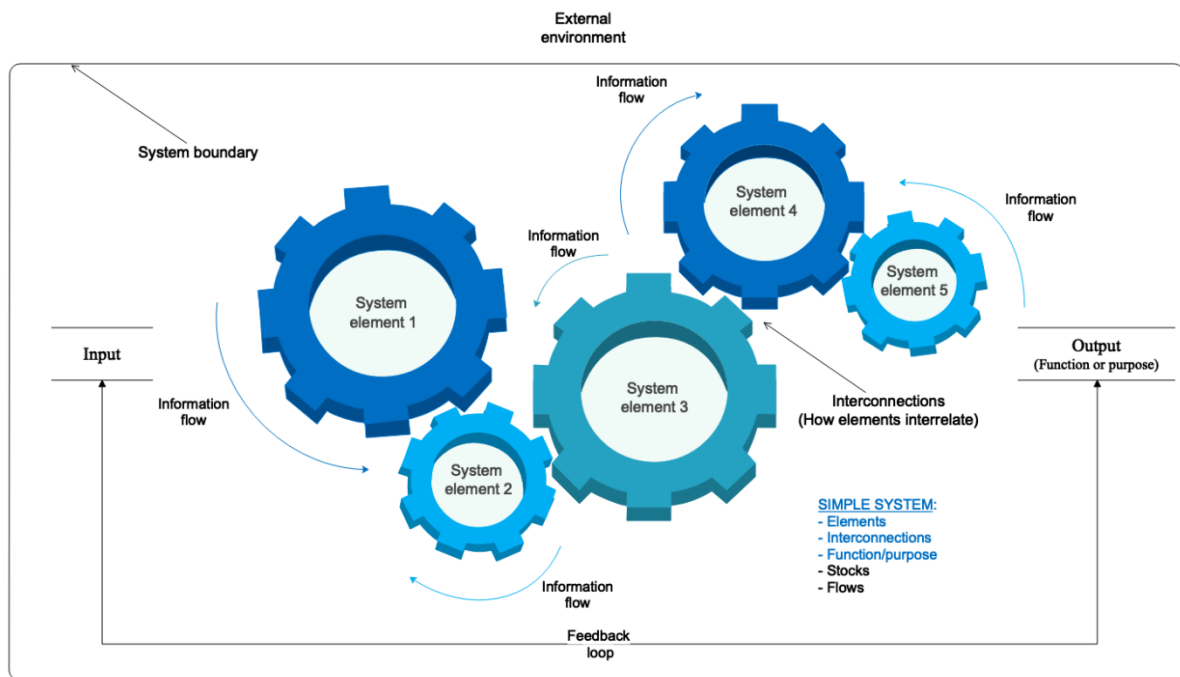 External
environment
Information
flow
System boundary
System
element 4
Information
flow
Information
flow
System
element 5
System
element 1
Input
Output
(Function or purpose)
System
element 3
Interconnections
(How elements interrelate)
Information
flow
System
element 2
SIMPLE SYSTEM:
- Elements
- Interconnections
- Function/purpose
- Stocks
- Flows
Information
flow
Feedback
loop